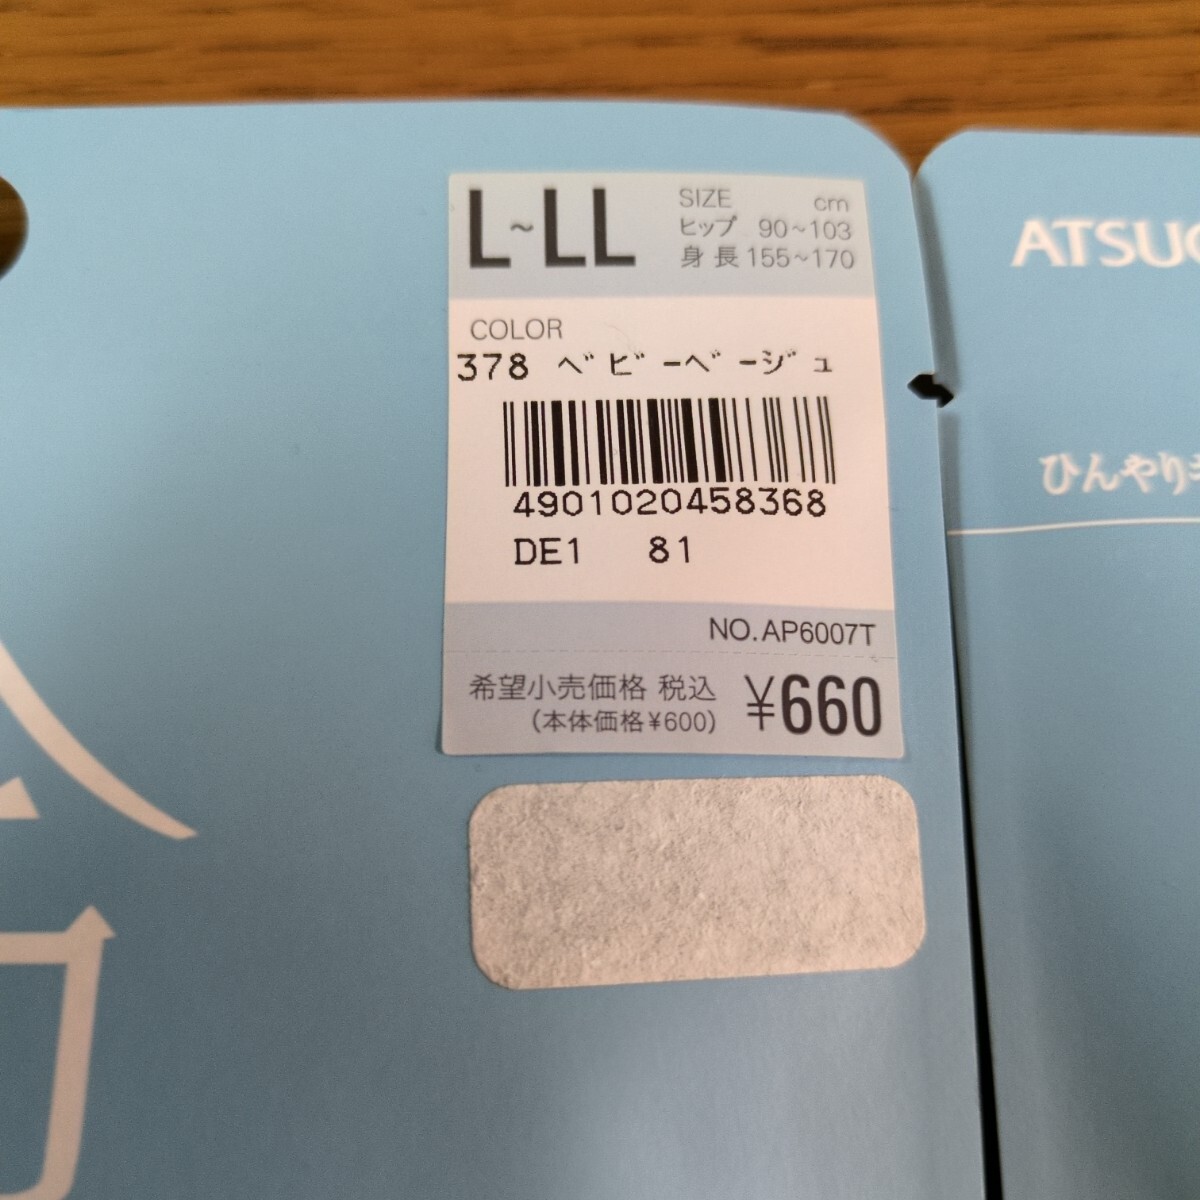 L~LL
SIZE cm
ヒップ 90~103
身長 155~170
COLOR
378 ベビーベージュ
4901020458368
DE1 81
NO.AP6007T
希望小売価格 税込 ¥660
(本体価格¥600)
ATSUG
ひんやり